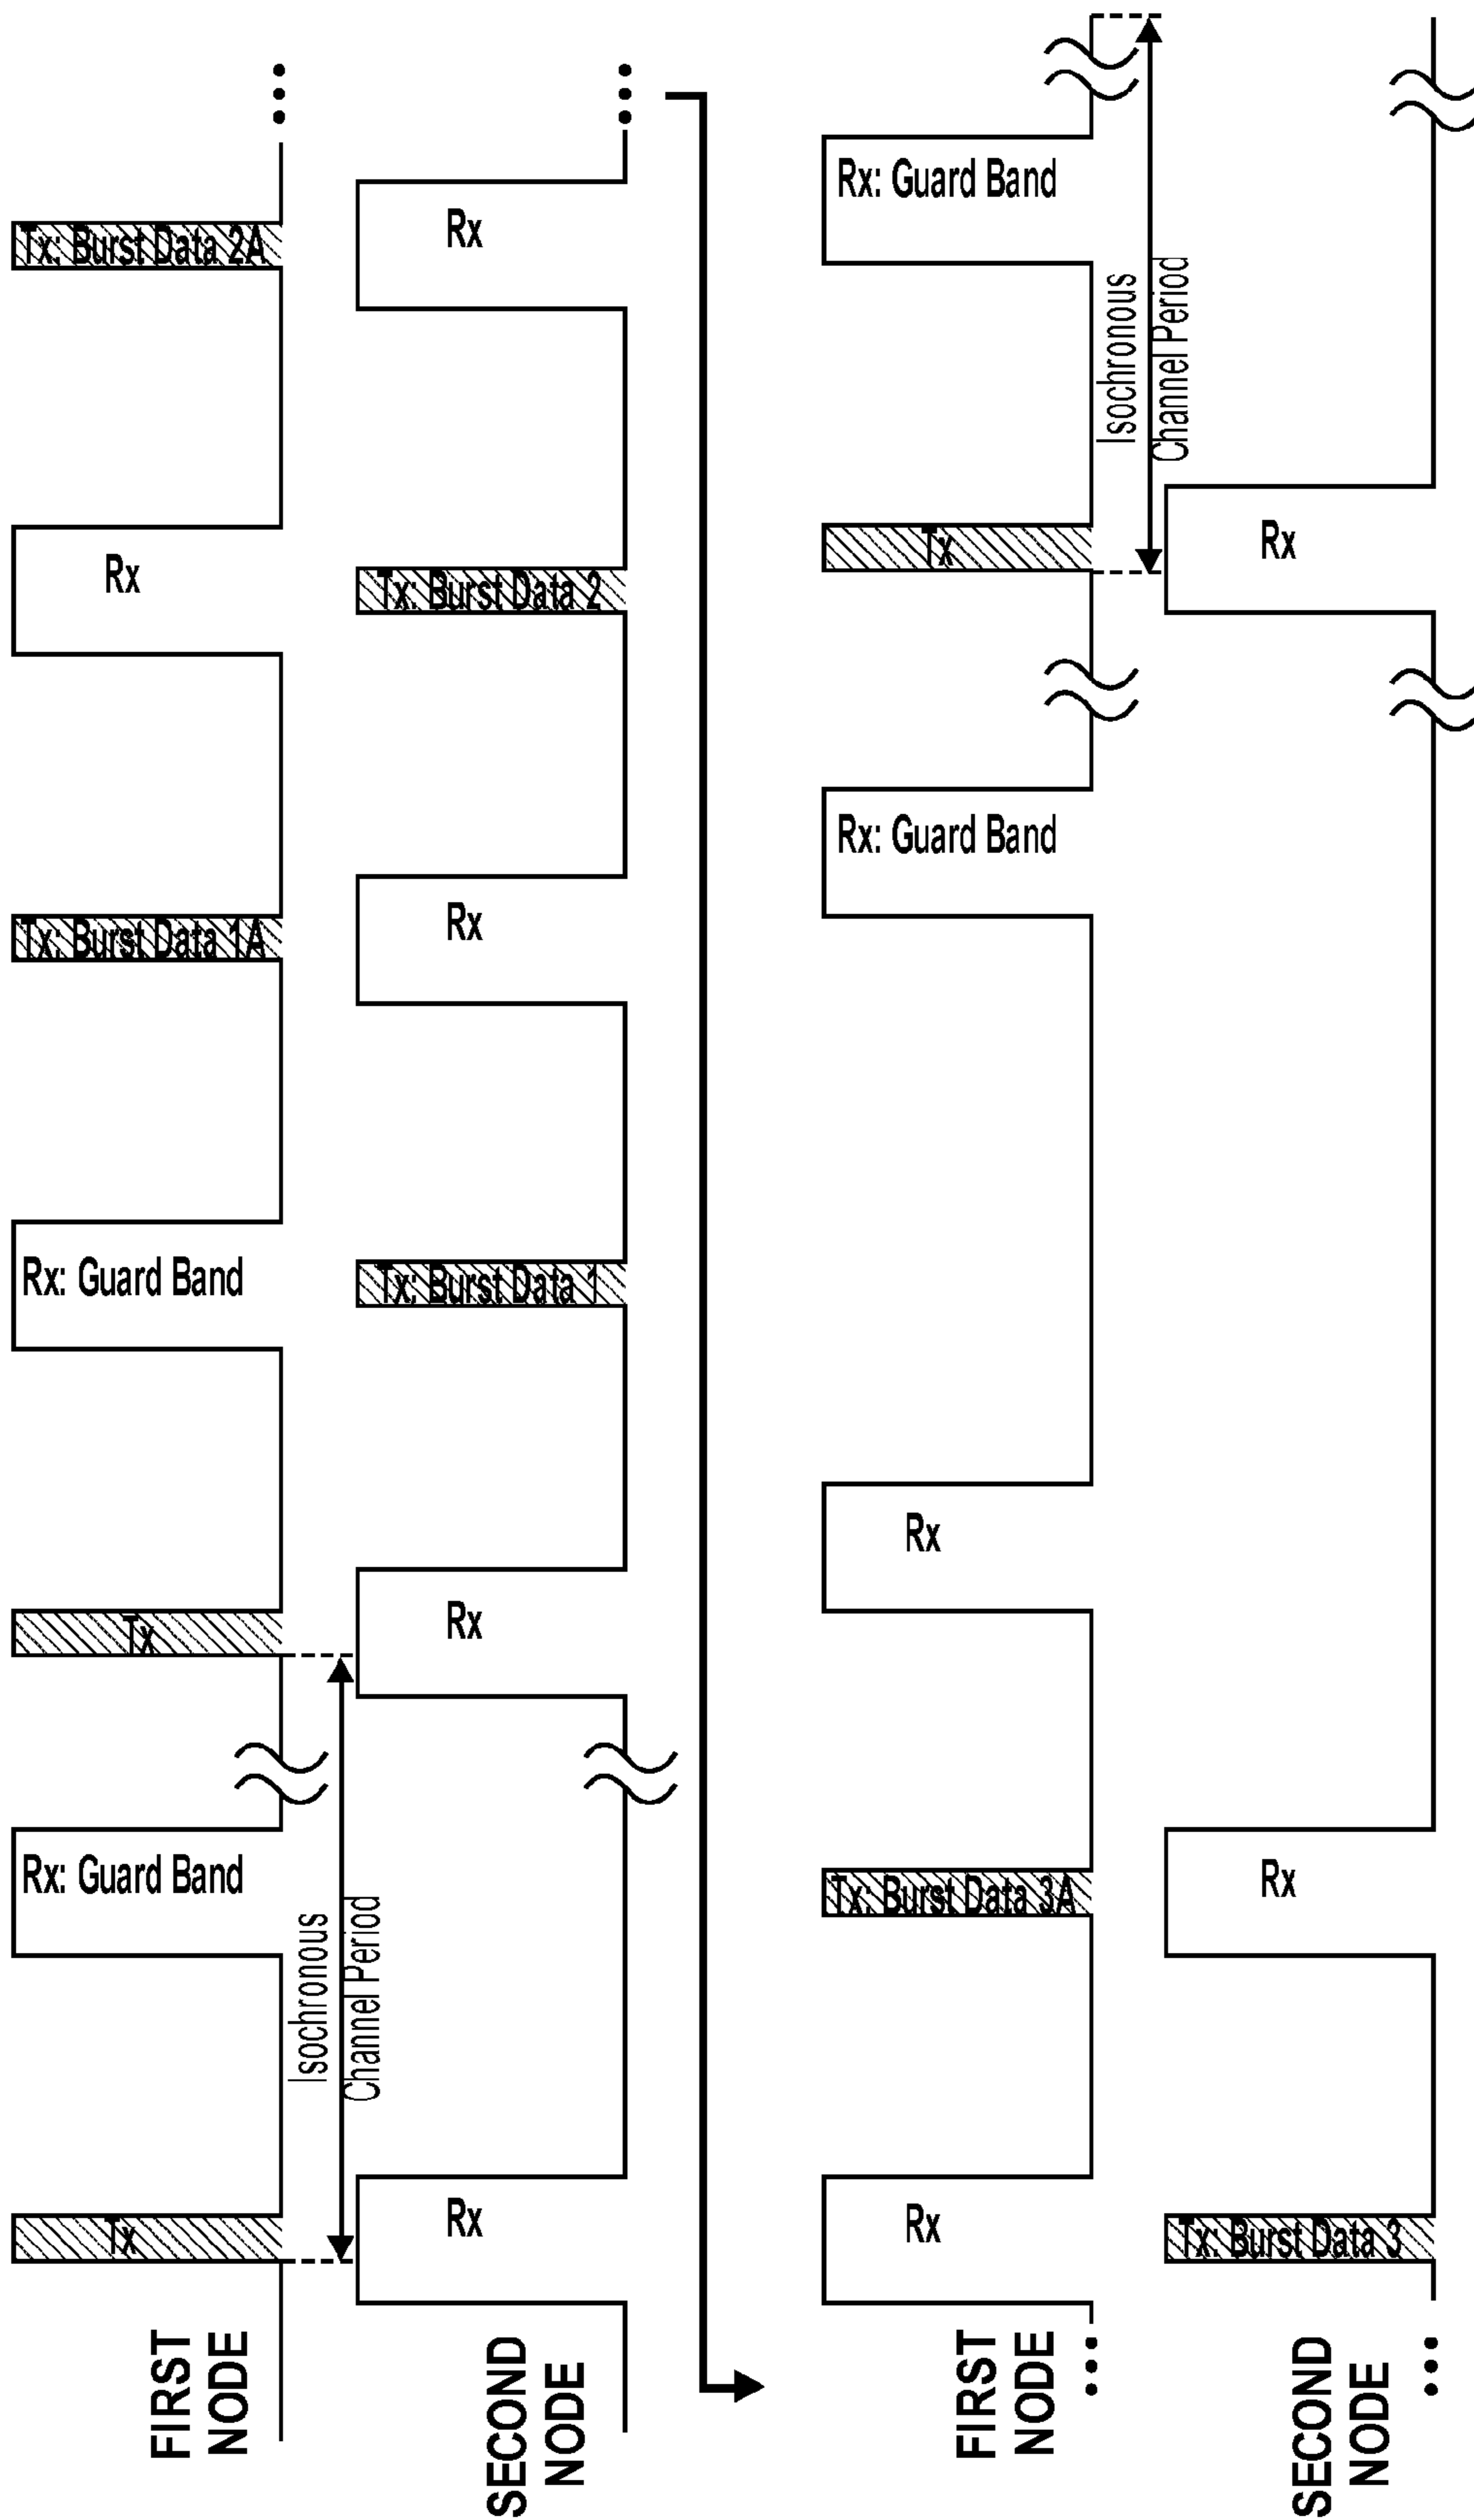 FIRST
NODE
Tx
Rx: Guard Band
Tx
Rx: Guard Band
Tx: Burst Data 1A
Rx
Tx: Burst Data 2A
Isochronous
Channel Period
SECOND
NODE
Rx
Rx
Tx: Burst Data 1
Rx
Tx: Burst Data 2
Rx
FIRST
NODE
Rx
Tx: Burst Data 3A
Rx
Rx: Guard Band
Tx
Rx: Guard Band
Isochronous
Channel Period
SECOND
NODE
Tx: Burst Data 3
Rx
Rx